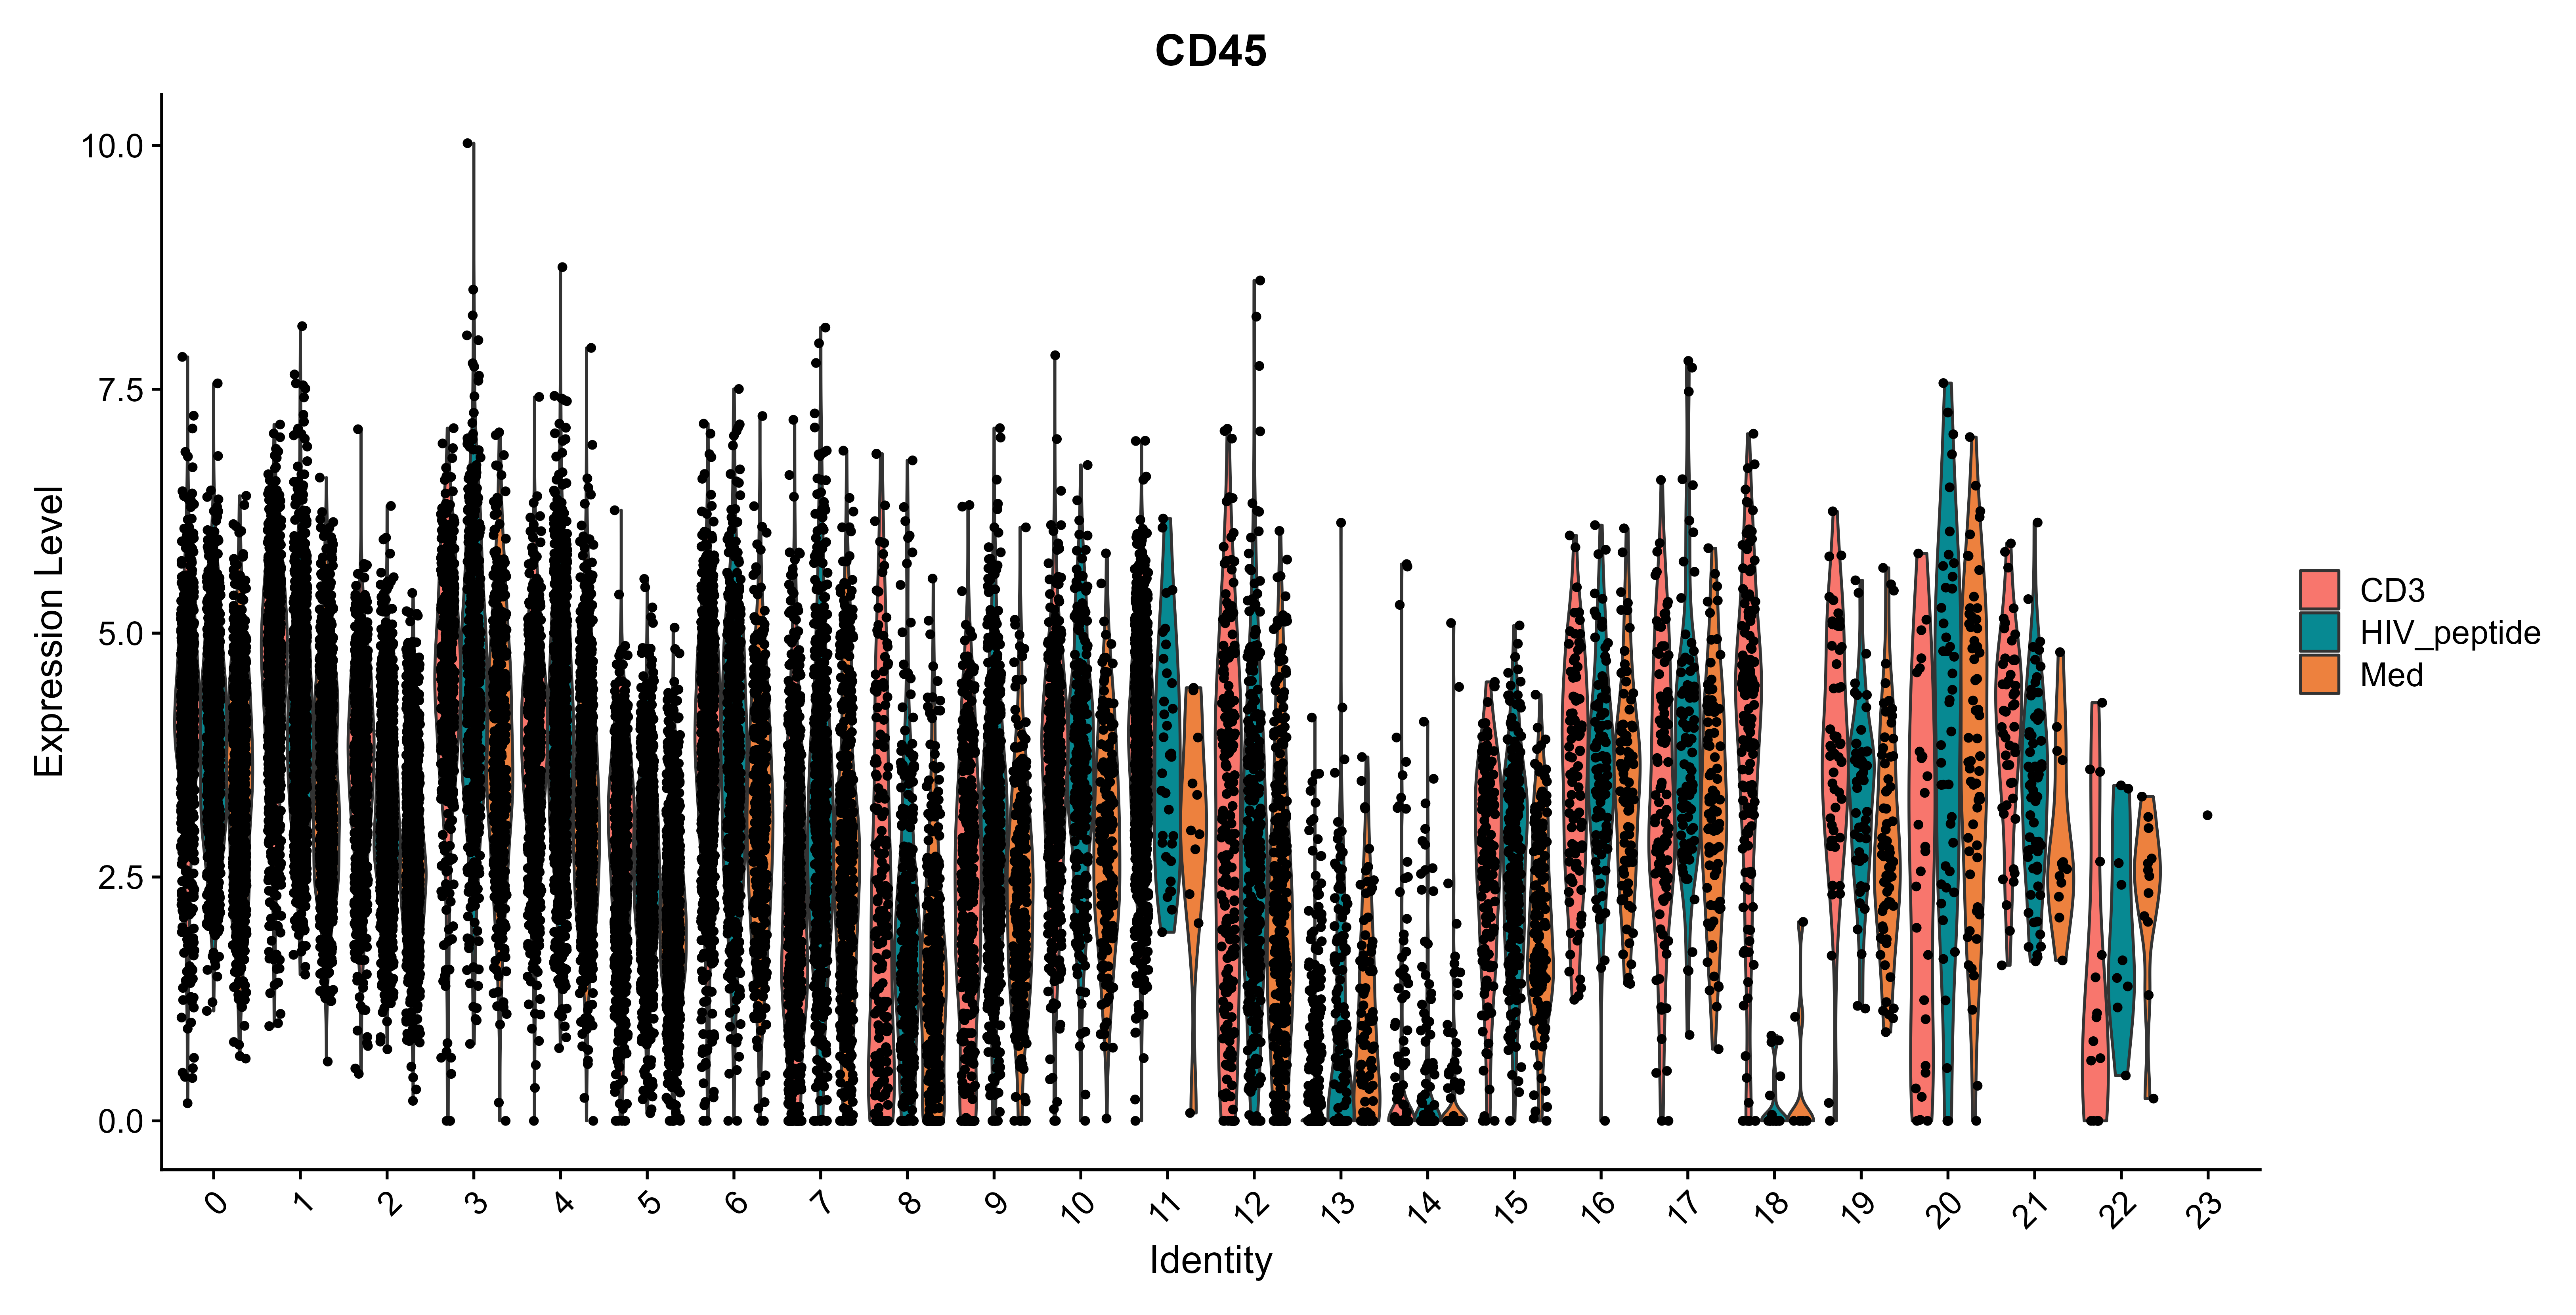 CD45
Expression Level
10.0
7.5
5.0
2.5
0.0
0 1 2 3 4 5 6 7 8 9 10 11 12 13 14 15 16 17 18 19 20 21 22 23
Identity
CD3
HIV_peptide
Med